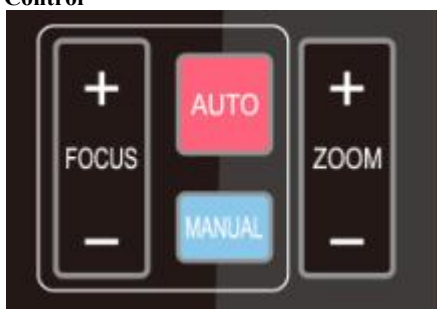 Control
+ AUTO +
FOCUS ZOOM
- MANUAL -